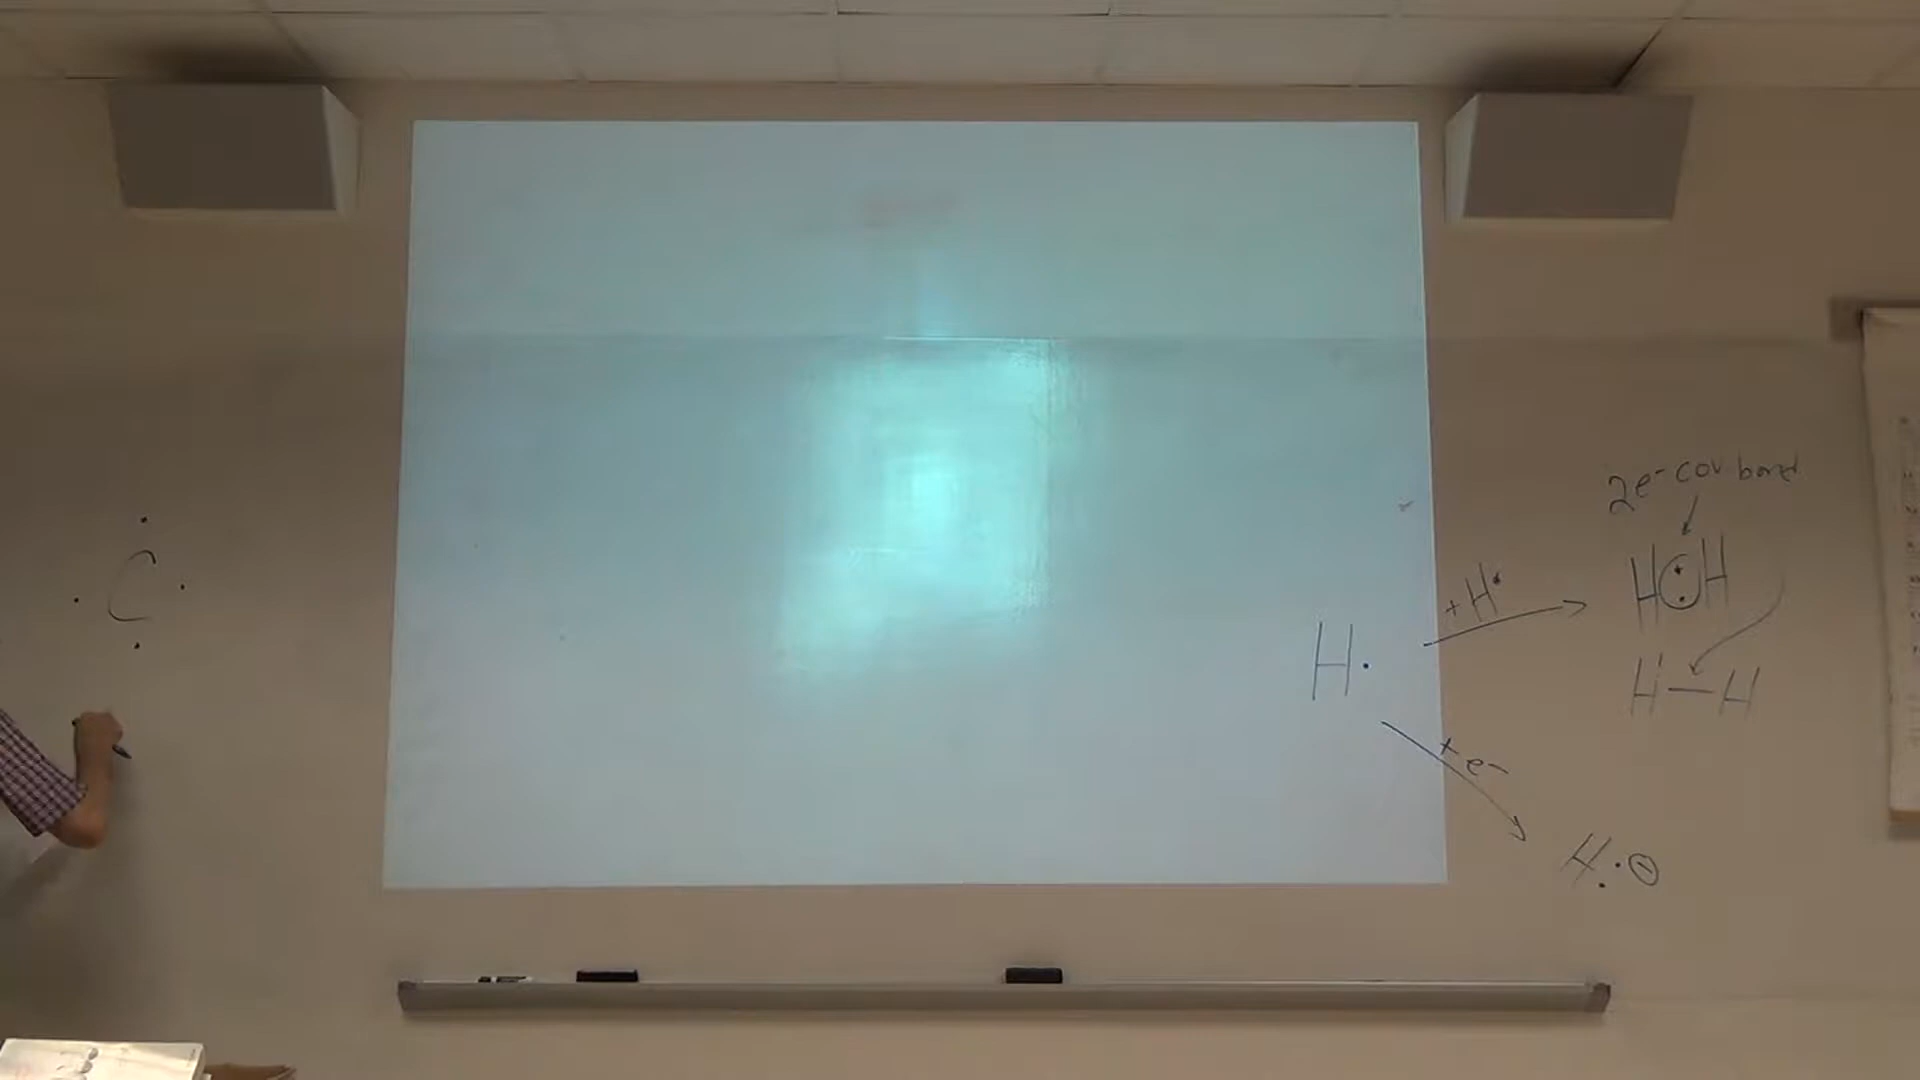 ·C·
H·
+ H·
2e- cov bond
H:H
H—H
+ e-
H: ⊖